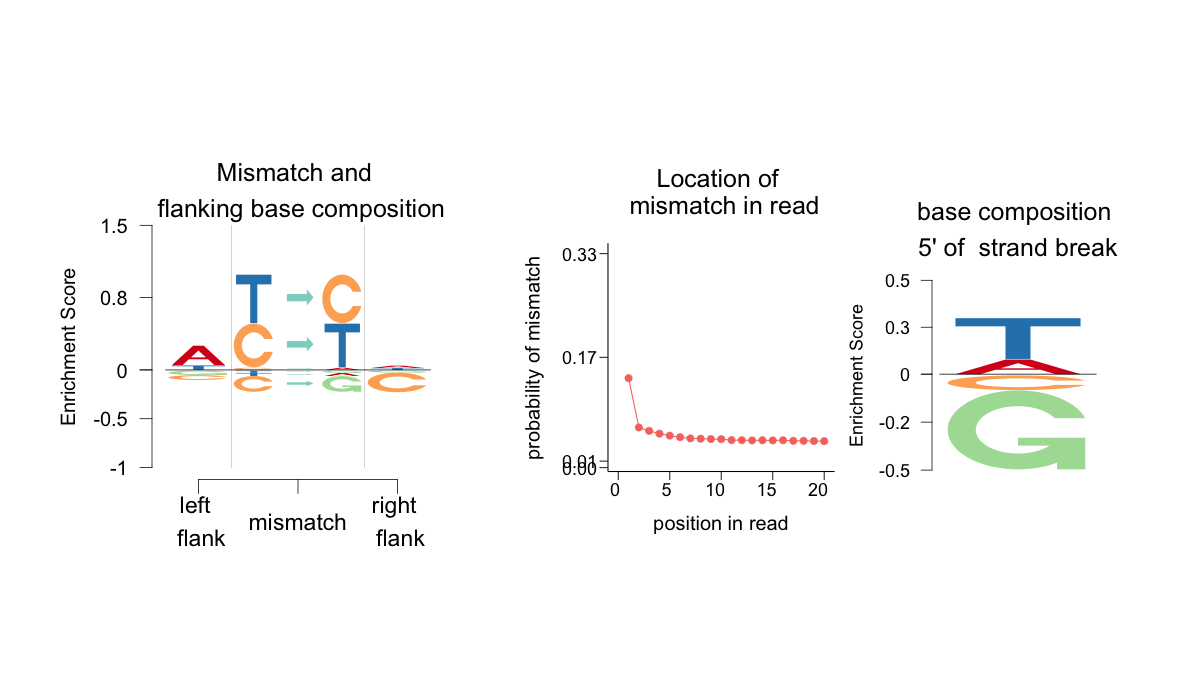 Mismatch and
flanking base composition
Enrichment Score
1.5
0.8
0
-0.5
-1
A
T
C
T → C
C → T
T
C
A
G
C
left
flank
mismatch
right
flank
Location of
mismatch in read
probability of mismatch
0.33
0.17
0.01
0.00
0
5
10
15
20
position in read
base composition
5' of strand break
Enrichment Score
0.5
0.3
0
-0.2
-0.5
T
A
C
G